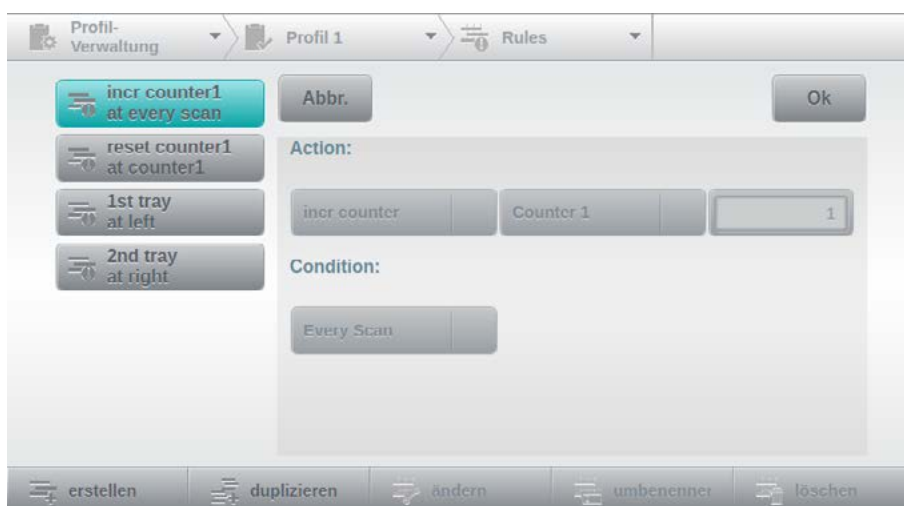 Profil-
Verwaltung
Profil 1
Rules
incr counter1
at every scan
reset counter1
at counter1
1st tray
at left
2nd tray
at right
Abbr.
Ok
Action:
incr counter
Counter 1
1
Condition:
Every Scan
erstellen
duplizieren
ändern
umbenenner
löschen